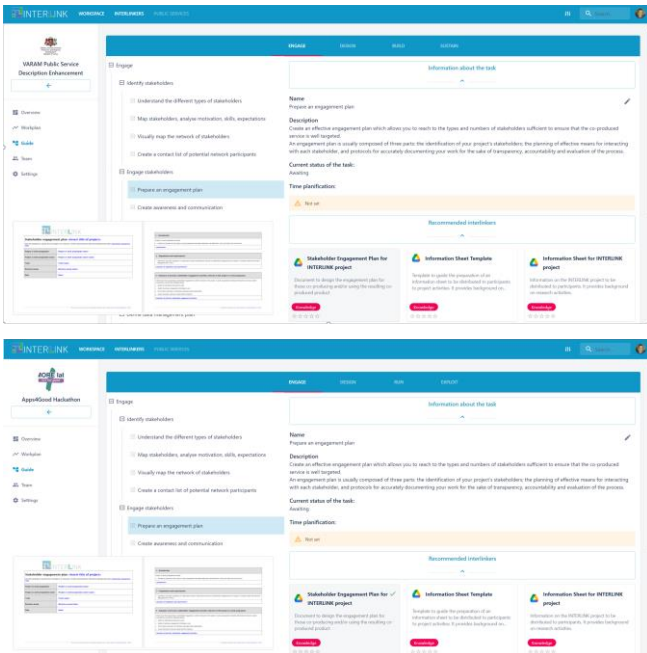 INTERLINK WORKSPACE INTERLINKERS PUBLIC SERVICES
VARAM Public Service
Description Enhancement
Overview
Workplan
Guide
Team
Settings
ENGAGE DESIGN BUILD SUSTAIN
Engage
Identify stakeholders
Understand the different types of stakeholders
Map stakeholders, analyse motivation, skills, expectations
Visually map the network of stakeholders
Create a contact list of potential network participants
Engage stakeholders
Prepare an engagement plan
Create awareness and communication
Information about the task
Name
Prepare an engagement plan
Description
Create an effective engagement plan which allows you to reach to the types and numbers of stakeholders sufficient to ensure that the co-produced
service is well targeted.
An engagement plan is usually composed of three parts: the identification of your project's stakeholders; the planning of effective means for interacting
with each stakeholder, and protocols for accurately documenting your work for the sake of transparency, accountability and evaluation of the process.
Current status of the task:
Awaiting
Time planification:
Not set
Recommended interlinkers
Stakeholder Engagement Plan for
INTERLINK project
Document to design the engagement plan for
those co-producing and/or using the resulting co-
produced product
Knowledge
Information Sheet Template
Template to guide the preparation of an
information sheet to be distributed to participants
to project activities. It provides background on...
Knowledge
Information Sheet for INTERLINK
project
Information on the INTERLINK project to be
distributed to participants. It provides background
on research activities.
Knowledge
INTERLINK
INTERLINK WORKSPACE INTERLINKERS PUBLIC SERVICES
Apps4Good Hackathon
Overview
Workplan
Guide
Team
Settings
ENGAGE DESIGN RUN EXPLOIT
Engage
Identify stakeholders
Understand the different types of stakeholders
Map stakeholders, analyse motivation, skills, expectations
Visually map the network of stakeholders
Create a contact list of potential network participants
Engage stakeholders
Prepare an engagement plan
Create awareness and communication
Information about the task
Name
Prepare an engagement plan
Description
Create an effective engagement plan which allows you to reach to the types and numbers of stakeholders sufficient to ensure that the co-produced
service is well targeted.
An engagement plan is usually composed of three parts: the identification of your project's stakeholders; the planning of effective means for interacting
with each stakeholder, and protocols for accurately documenting your work for the sake of transparency, accountability and evaluation of the process.
Current status of the task:
Awaiting
Time planification:
Not set
Recommended interlinkers
Stakeholder Engagement Plan for
INTERLINK project
Document to design the engagement plan for
those co-producing and/or using the resulting co-
produced product
Knowledge
Information Sheet Template
Template to guide the preparation of an
information sheet to be distributed to participants
to project activities. It provides background on...
Knowledge
Information Sheet for INTERLINK
project
Information on the INTERLINK project to be
distributed to participants. It provides background
on research activities.
Knowledge
INTERLINK